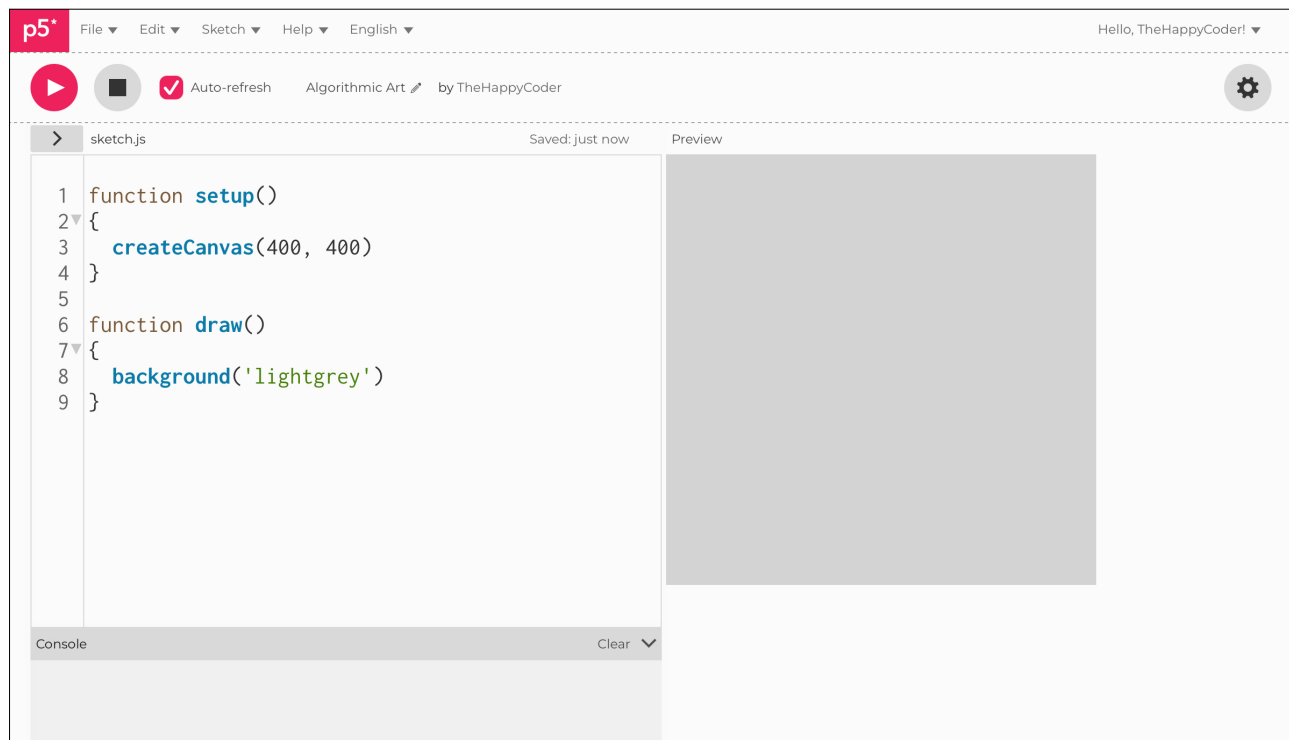 p5* File Edit Sketch Help English Hello, TheHappyCoder!
Auto-refresh Algorithmic Art by TheHappyCoder
sketch.js Saved: just now Preview
1 function setup()
2 {
3   createCanvas(400, 400)
4 }
5
6 function draw()
7 {
8   background('lightgrey')
9 }
Console Clear